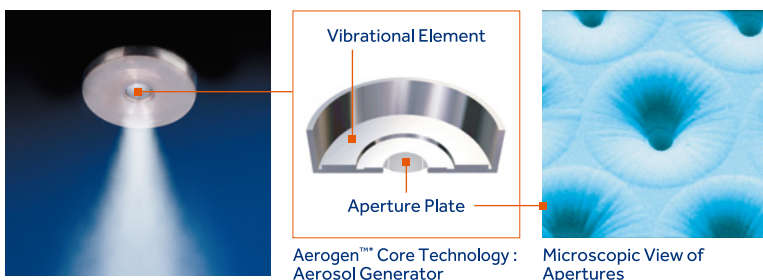 Vibrational Element
Aperture Plate
Aerogen™* Core Technology :
Aerosol Generator
Microscopic View of
Apertures